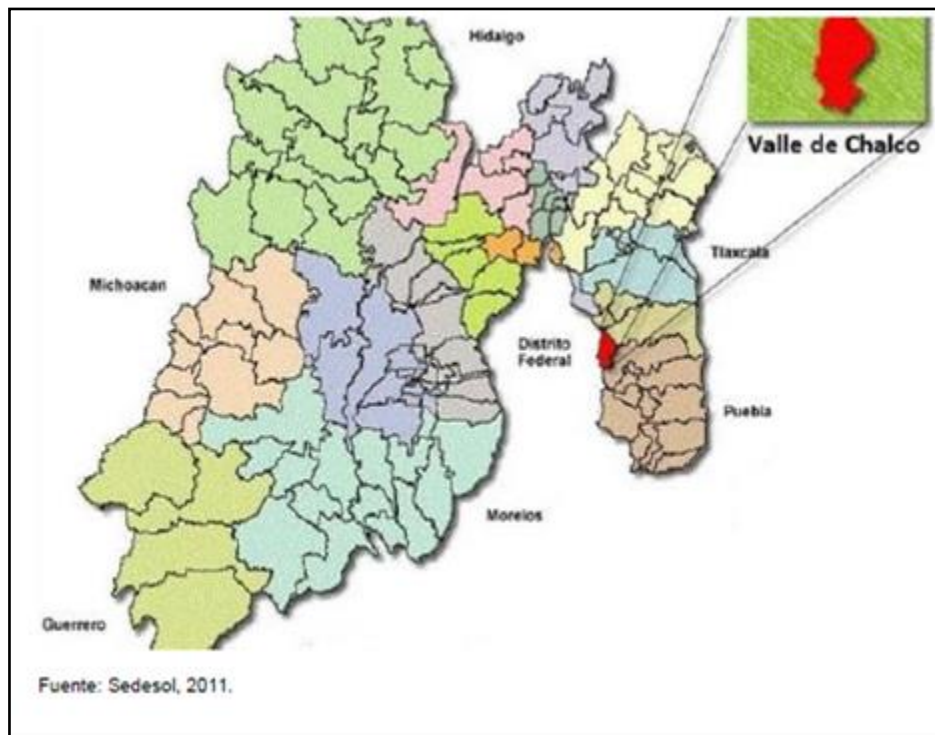 Hidalgo
Valle de Chalco
Tlaxcala
Michoacan
Distrito
Federal
Puebla
Morelos
Guerrero
Fuente: Sedesol, 2011.